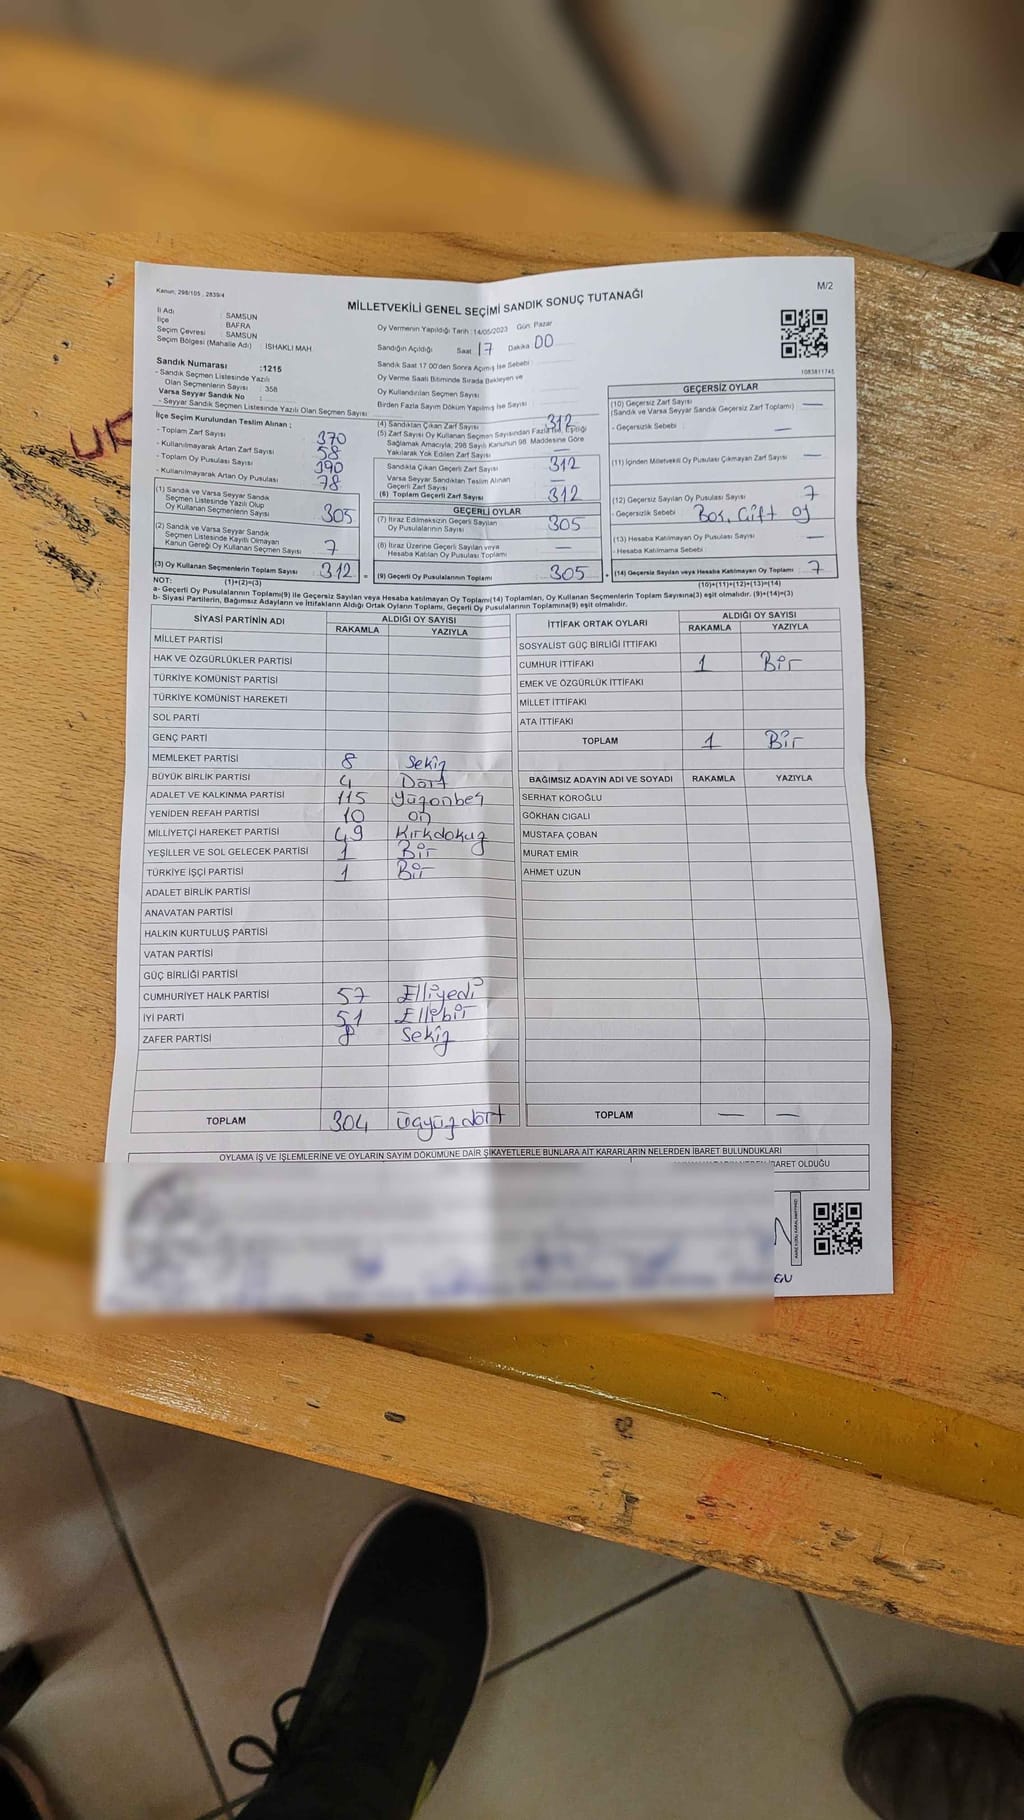 Kanun; 298/105 , 2839/4
M/2
MİLLETVEKİLİ GENEL SEÇİMİ SANDIK SONUÇ TUTANAĞI
İl Adı : SAMSUN
İlçe : BAFRA
Seçim Çevresi : SAMSUN
Seçim Bölgesi (Mahalle Adı) : İSHAKLI MAH
Oy Vermenin Yapıldığı Tarih : 14/05/2023 Gün: Pazar
Sandığın Açıldığı Saat 17 Dakika 00
Sandık Saat 17.00'den Sonra Açımış İse Sebebi :
Oy Verme Saati Bitiminde Sırada Bekleyen ve
Oy Kullandırılan Seçmen Sayısı
Birden Fazla Sayım Döküm Yapılmış İse Sayısı :
1083811745
Sandık Numarası :1215
- Sandık Seçmen Listesinde Yazılı
Olan Seçmenlerin Sayısı : 358
Varsa Seyyar Sandık No :
- Seyyar Sandık Seçmen Listesinde Yazılı Olan Seçmen Sayısı :
İlçe Seçim Kurulundan Teslim Alınan ;
- Toplam Zarf Sayısı 370
- Kullanılmayarak Artan Zarf Sayısı 58
- Toplam Oy Pusulası Sayısı 390
- Kullanılmayarak Artan Oy Pusulası 78
(1) Sandık ve Varsa Seyyar Sandık
Seçmen Listesinde Yazılı Olup
Oy Kullanan Seçmenlerin Sayısı 305
(2) Sandık ve Varsa Seyyar Sandık
Seçmen Listesinde Kayıtlı Olmayan
Kanun Gereği Oy Kullanan Seçmen Sayısı 7
(3) Oy Kullanan Seçmenlerin Toplam Sayısı 312 =
(1)+(2)=(3)
(4) Sandıktan Çıkan Zarf Sayısı 312
(5) Zarf Sayısı Oy Kullanan Seçmen Sayısından Fazla İse, Eşitliği
Sağlamak Amacıyla; 298 Sayılı Kanunun 98. Maddesine Göre
Yakılarak Yok Edilen Zarf Sayısı —
Sandıkta Çıkan Geçerli Zarf Sayısı 312
Varsa Seyyar Sandıktan Teslim Alınan
Geçerli Zarf Sayısı —
(6) Toplam Geçerli Zarf Sayısı 312
GEÇERLİ OYLAR
(7) İtiraz Edilmeksizin Geçerli Sayılan
Oy Pusulalarının Sayısı 305
(8) İtiraz Üzerine Geçerli Sayılan veya
Hesaba Katılan Oy Pusulası Toplamı —
(9) Geçerli Oy Pusulalarının Toplamı 305 +
GEÇERSİZ OYLAR
(10) Geçersiz Zarf Sayısı —
(Sandık ve Varsa Seyyar Sandık Geçersiz Zarf Toplamı)
- Geçersizlik Sebebi : —
(11) İçinden Milletvekili Oy Pusulası Çıkmayan Zarf Sayısı —
(12) Geçersiz Sayılan Oy Pusulası Sayısı 7
- Geçersizlik Sebebi : Boş, Çift oy
(13) Hesaba Katılmayan Oy Pusulası Sayısı —
- Hesaba Katılmama Sebebi :
(14) Geçersiz Sayılan veya Hesaba Katılmayan Oy Toplamı : 7
(10)+(11)+(12)+(13)=(14)
NOT:
a- Geçerli Oy Pusulalarının Toplamı(9) ile Geçersiz Sayılan veya Hesaba katılmayan Oy Toplamı(14) Toplamları, Oy Kullanan Seçmenlerin Toplam Sayısına(3) eşit olmalıdır. (9)+(14)=(3)
b- Siyasi Partilerin, Bağımsız Adayların ve İttifakların Aldığı Ortak Oyların Toplamı, Geçerli Oy Pusulalarının Toplamına(9) eşit olmalıdır.
SİYASİ PARTİNİN ADI ALDIĞI OY SAYISI
RAKAMLA YAZIYLA
MİLLET PARTİSİ
HAK VE ÖZGÜRLÜKLER PARTİSİ
TÜRKİYE KOMÜNİST PARTİSİ
TÜRKİYE KOMÜNİST HAREKETİ
SOL PARTİ
GENÇ PARTİ
MEMLEKET PARTİSİ 8 Sekiz
BÜYÜK BİRLİK PARTİSİ 4 Dört
ADALET VE KALKINMA PARTİSİ 115 Yüzonbeş
YENİDEN REFAH PARTİSİ 10 on
MİLLİYETÇİ HAREKET PARTİSİ 49 Kırkdokuz
YEŞİLLER VE SOL GELECEK PARTİSİ 1 Bir
TÜRKİYE İŞÇİ PARTİSİ 1 Bir
ADALET BİRLİK PARTİSİ
ANAVATAN PARTİSİ
HALKIN KURTULUŞ PARTİSİ
VATAN PARTİSİ
GÜÇ BİRLİĞİ PARTİSİ
CUMHURİYET HALK PARTİSİ 57 Elliyedi
İYİ PARTİ 51 Ellibir
ZAFER PARTİSİ 8 Sekiz
TOPLAM 304 üçyüzdört
İTTİFAK ORTAK OYLARI ALDIĞI OY SAYISI
RAKAMLA YAZIYLA
SOSYALİST GÜÇ BİRLİĞİ İTTİFAKI
CUMHUR İTTİFAKI 1 Bir
EMEK VE ÖZGÜRLÜK İTTİFAKI
MİLLET İTTİFAKI
ATA İTTİFAKI
TOPLAM 1 Bir
BAĞIMSIZ ADAYIN ADI VE SOYADI RAKAMLA YAZIYLA
SERHAT KÖROĞLU
GÖKHAN CIGALI
MUSTAFA ÇOBAN
MURAT EMİR
AHMET UZUN
TOPLAM — —
OYLAMA İŞ VE İŞLEMLERİNE VE OYLARIN SAYIM DÖKÜMÜNE DAİR ŞİKAYETLERLE BUNLARA AİT KARARLARIN NELERDEN İBARET BULUNDUKLARI
İBARET OLDUĞU